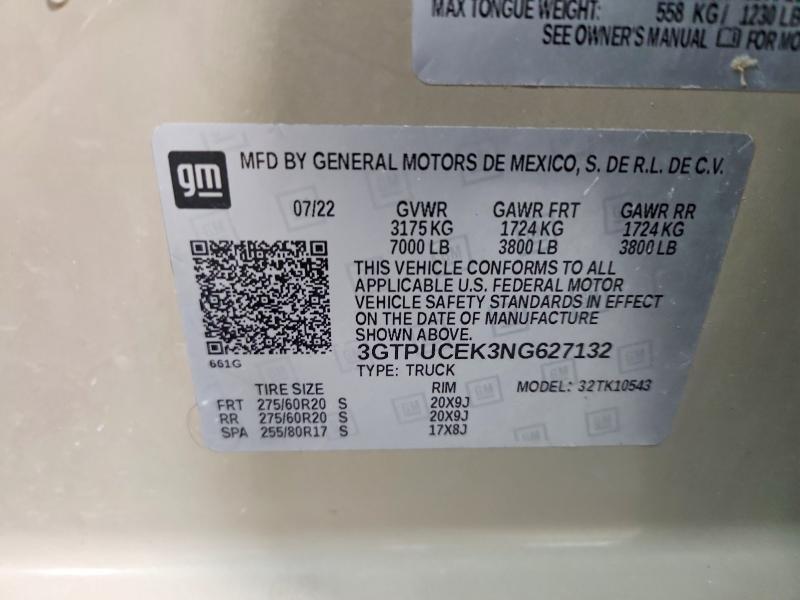 MAX TONGUE WEIGHT: 558 KG/ 1230 LB
SEE OWNER'S MANUAL FOR MO
gm
MFD BY GENERAL MOTORS DE MEXICO, S. DE R.L. DE C.V.
07/22 GVWR GAWR FRT GAWR RR
3175 KG 1724 KG 1724 KG
7000 LB 3800 LB 3800 LB
THIS VEHICLE CONFORMS TO ALL
APPLICABLE U.S. FEDERAL MOTOR
VEHICLE SAFETY STANDARDS IN EFFECT
ON THE DATE OF MANUFACTURE
SHOWN ABOVE.
661G
3GTPUCEK3NG627132
TYPE: TRUCK
TIRE SIZE RIM MODEL: 32TK10543
FRT 275/60R20 S 20X9J
RR 275/60R20 S 20X9J
SPA 255/80R17 S 17X8J